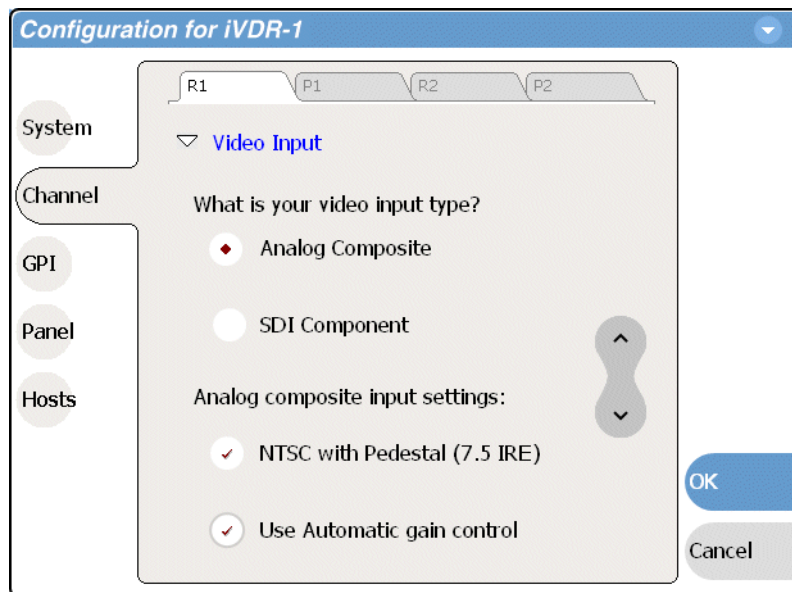 Configuration for iVDR-1
R1 P1 R2 P2
System
Channel
GPI
Panel
Hosts
Video Input
What is your video input type?
Analog Composite
SDI Component
Analog composite input settings:
NTSC with Pedestal (7.5 IRE)
Use Automatic gain control
OK
Cancel